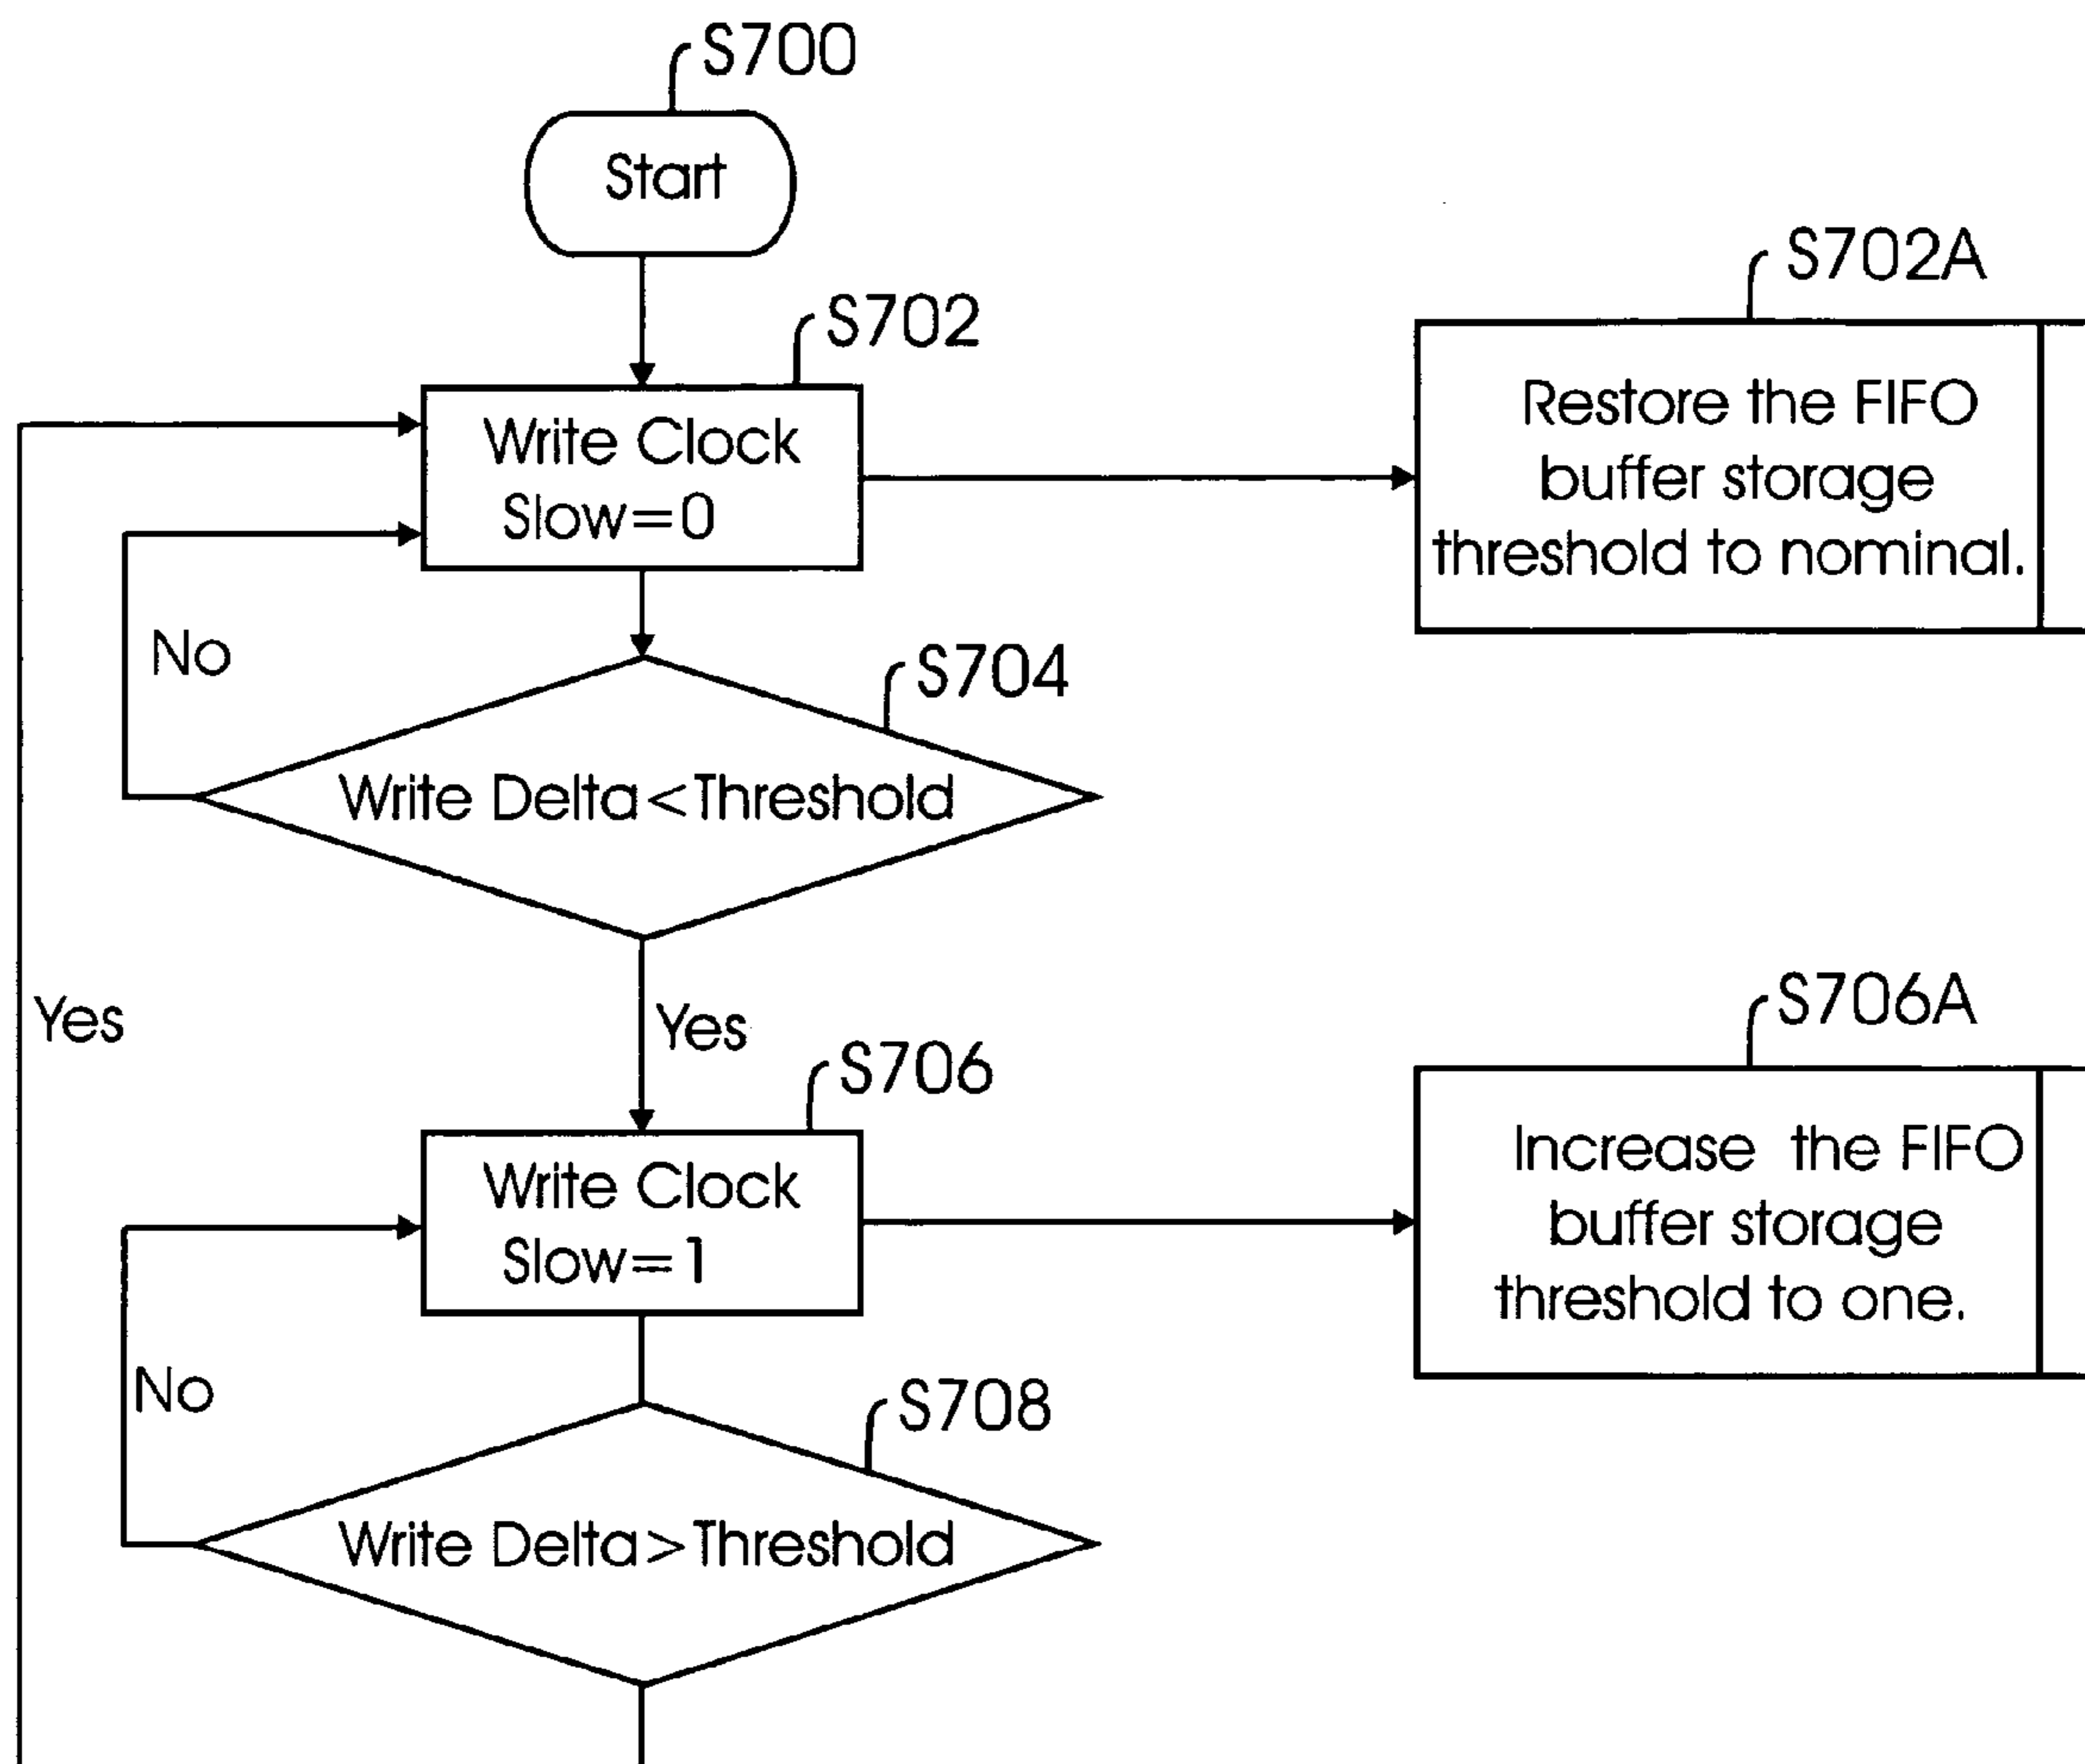 S700
Start
S702A
S702
Restore the FIFO
buffer storage
threshold to nominal.
Write Clock
Slow=0
No
S704
Write Delta<Threshold
Yes
Yes
S706A
S706
Increase the FIFO
buffer storage
threshold to one.
Write Clock
Slow=1
No
S708
Write Delta>Threshold